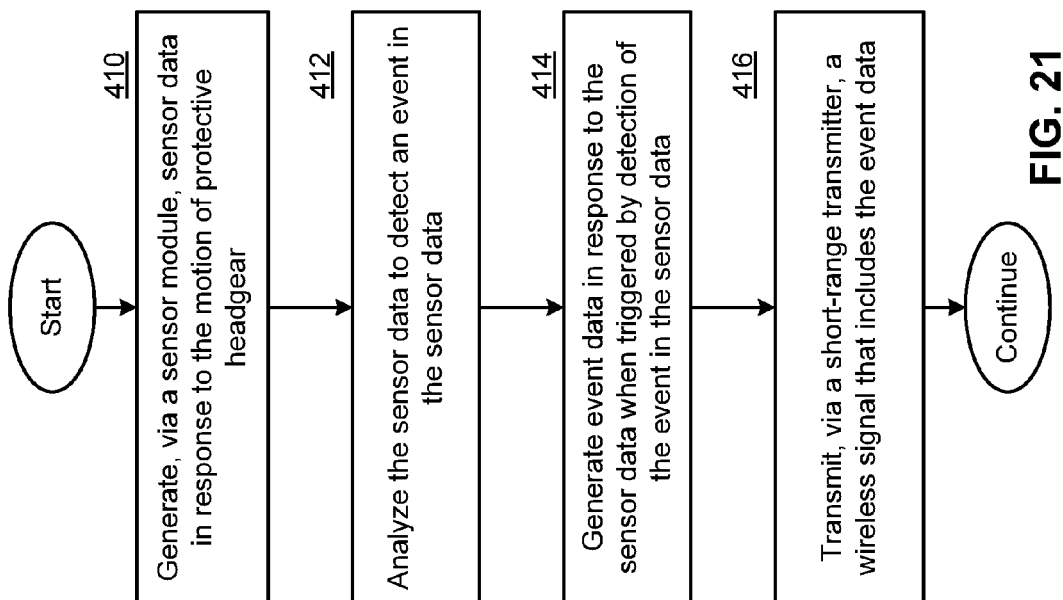 Start
410
Generate, via a sensor module, sensor data
in response to the motion of protective
headgear
412
Analyze the sensor data to detect an event in
the sensor data
414
Generate event data in response to the
sensor data when triggered by detection of
the event in the sensor data
416
Transmit, via a short-range transmitter, a
wireless signal that includes the event data
Continue
FIG. 21